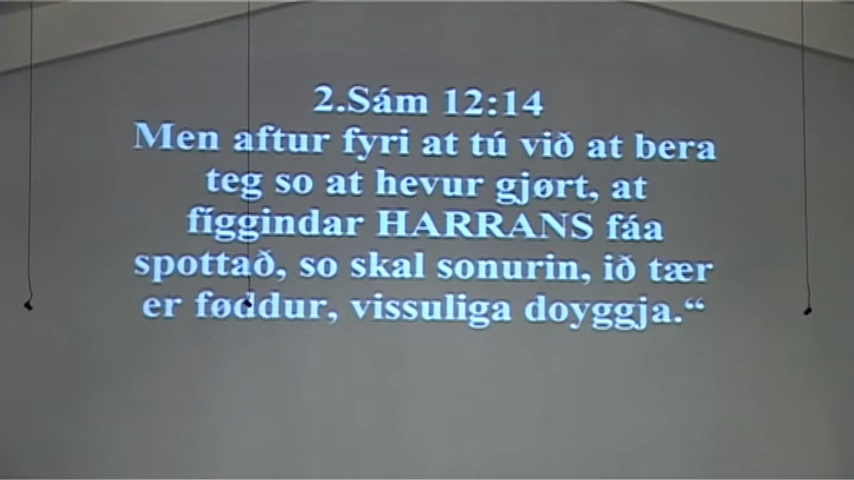 2.Sám 12:14
Men aftur fyri at tú við at bera
teg so at hevur gjørt, at
fíggindar HARRANS fáa
spottað, so skal sonurin, ið tær
er føddur, vissuliga doyggja.“